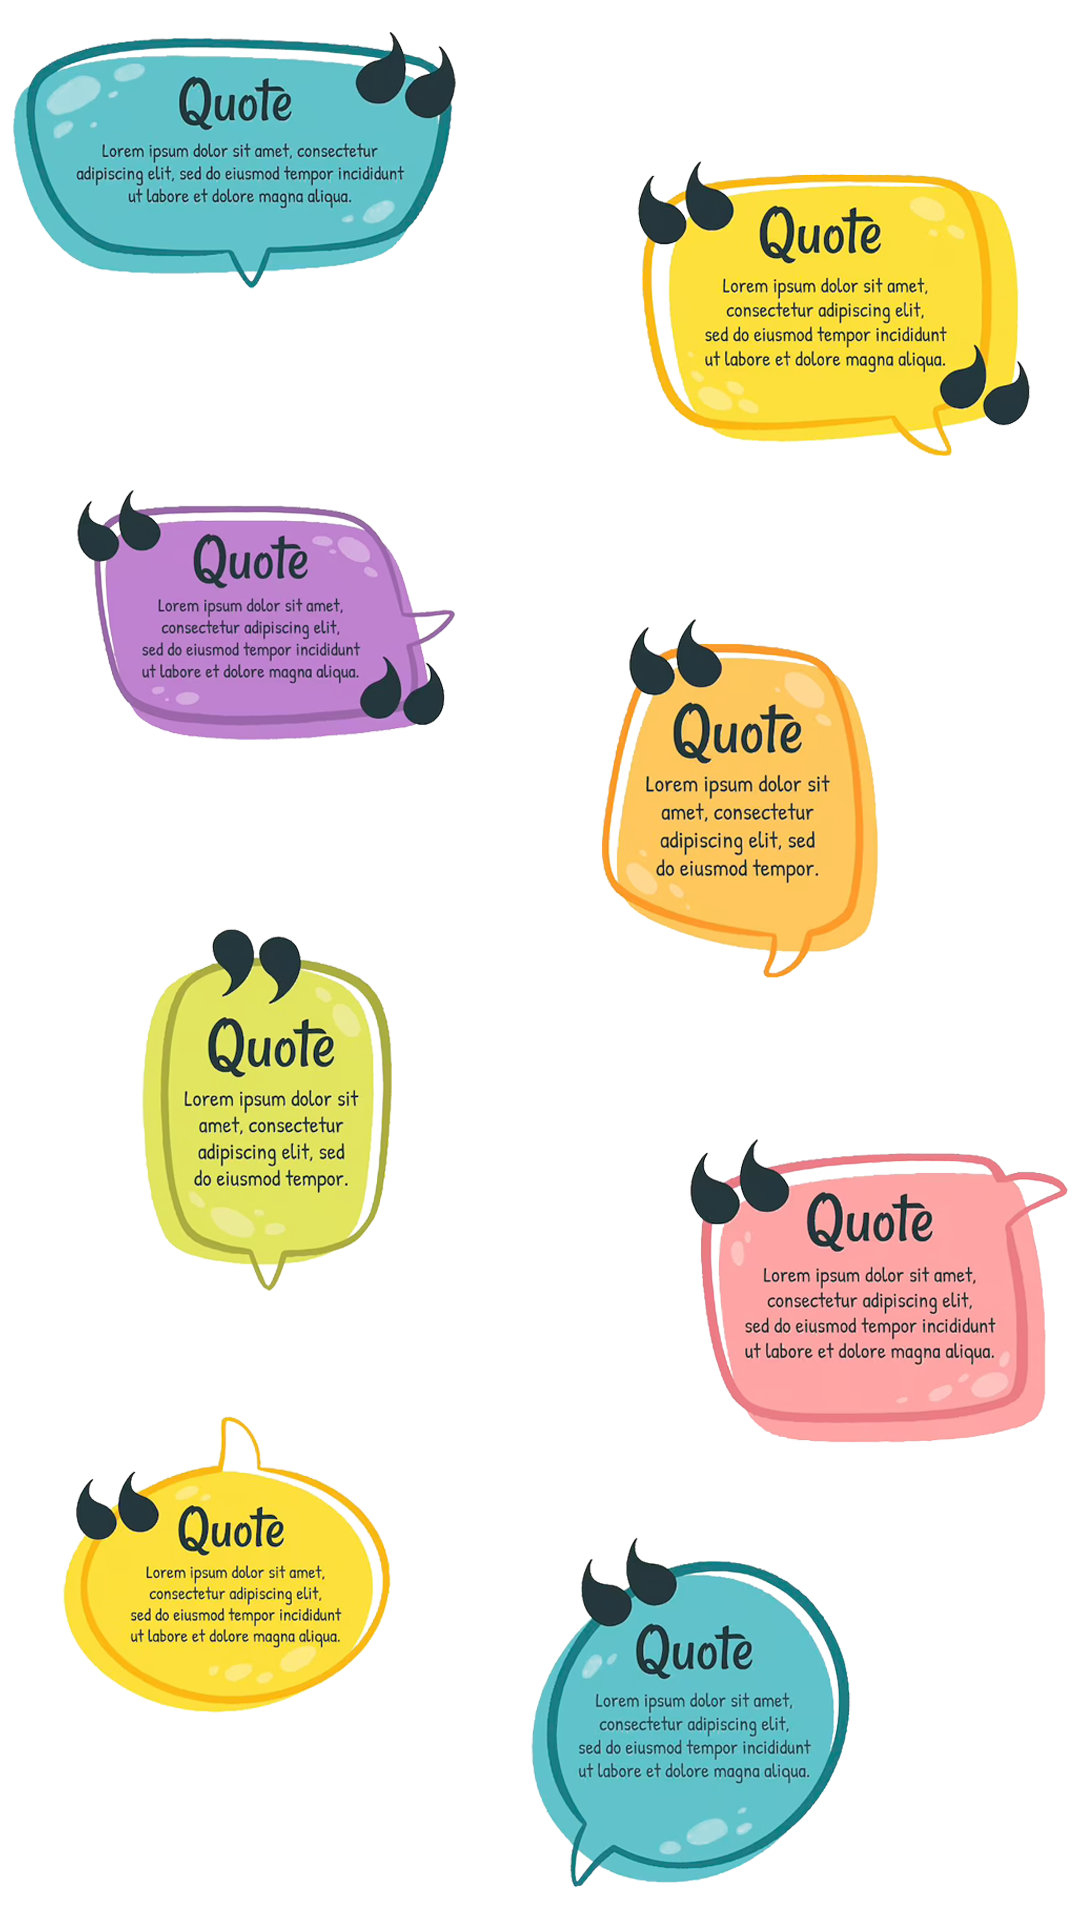 Quote
Lorem ipsum dolor sit amet, consectetur
adipiscing elit, sed do eiusmod tempor incididunt
ut labore et dolore magna aliqua.
Quote
Lorem ipsum dolor sit amet,
consectetur adipiscing elit,
sed do eiusmod tempor incididunt
ut labore et dolore magna aliqua.
Quote
Lorem ipsum dolor sit amet,
consectetur adipiscing elit,
sed do eiusmod tempor incididunt
ut labore et dolore magna aliqua.
Quote
Lorem ipsum dolor sit
amet, consectetur
adipiscing elit, sed
do eiusmod tempor.
Quote
Lorem ipsum dolor sit
amet, consectetur
adipiscing elit, sed
do eiusmod tempor.
Quote
Lorem ipsum dolor sit amet,
consectetur adipiscing elit,
sed do eiusmod tempor incididunt
ut labore et dolore magna aliqua.
Quote
Lorem ipsum dolor sit amet,
consectetur adipiscing elit,
sed do eiusmod tempor incididunt
ut labore et dolore magna aliqua.
Quote
Lorem ipsum dolor sit amet,
consectetur adipiscing elit,
sed do eiusmod tempor incididunt
ut labore et dolore magna aliqua.